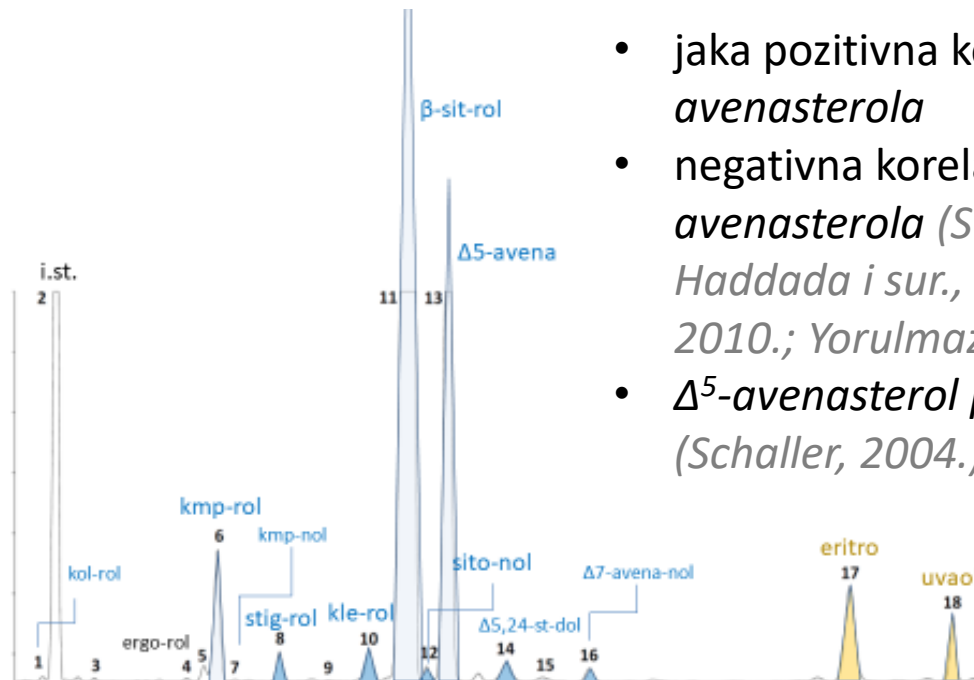 • jaka pozitivna ko
avenasterola
• negativna korela
avenasterola (S
Haddada i sur.,
2010.; Yorulmaz
• Δ⁵-avenasterol p
(Schaller, 2004.,
β-sit-rol
Δ5-avena
i.st.
2
11 13
kmp-rol
6
kmp-nol
kol-rol
stig-rol
8
kle-rol
10
sito-nol
Δ7-avena-nol
eritro
17
uvao
18
ergo-rol
Δ5,24-st-dol
1 3 4 5 7 9 12 14 15 16